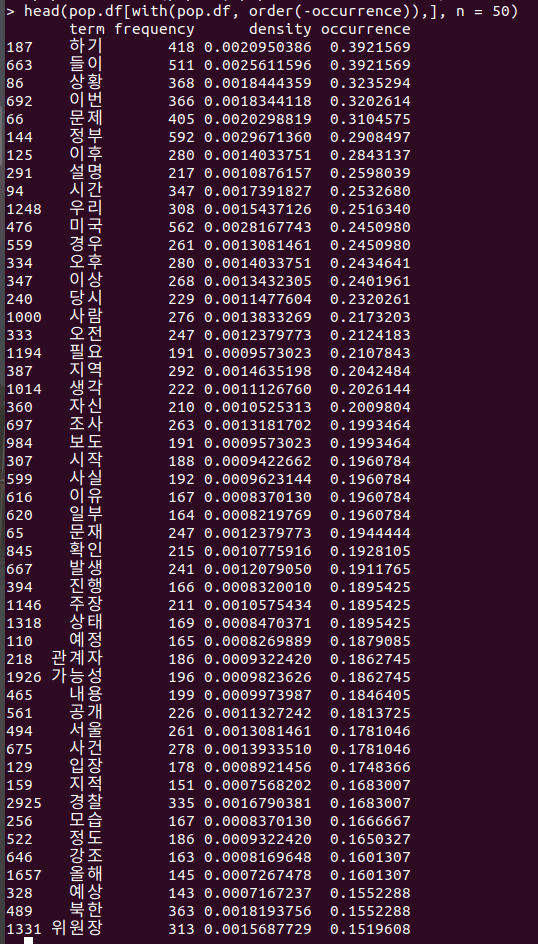 > head(pop.df[with(pop.df, order(-occurrence)),], n = 50)
term frequency density occurrence
187 하기 418 0.0020950386 0.3921569
663 들이 511 0.0025611596 0.3921569
86 상황 368 0.0018444359 0.3235294
692 이번 366 0.0018344118 0.3202614
66 문제 405 0.0020298819 0.3104575
144 정부 592 0.0029671360 0.2908497
125 이후 280 0.0014033751 0.2843137
291 설명 217 0.0010876157 0.2598039
94 시간 347 0.0017391827 0.2532680
1248 우리 308 0.0015437126 0.2516340
476 미국 562 0.0028167743 0.2450980
559 경우 261 0.0013081461 0.2450980
334 오후 280 0.0014033751 0.2434641
347 이상 268 0.0013432305 0.2401961
240 당시 229 0.0011477604 0.2320261
1000 사람 276 0.0013833269 0.2173203
333 오전 247 0.0012379773 0.2124183
1194 필요 191 0.0009573023 0.2107843
387 지역 292 0.0014635198 0.2042484
1014 생각 222 0.0011126760 0.2026144
360 자신 210 0.0010525313 0.2009804
697 조사 263 0.0013181702 0.1993464
984 보도 191 0.0009573023 0.1993464
307 시작 188 0.0009422662 0.1960784
599 사실 192 0.0009623144 0.1960784
616 이유 167 0.0008370130 0.1960784
620 일부 164 0.0008219769 0.1960784
65 문재 247 0.0012379773 0.1944444
845 확인 215 0.0010775916 0.1928105
667 발생 241 0.0012079050 0.1911765
394 진행 166 0.0008320010 0.1895425
1146 주장 211 0.0010575434 0.1895425
1318 상태 169 0.0008470371 0.1895425
110 예정 165 0.0008269889 0.1879085
218 관계자 186 0.0009322420 0.1862745
1926 가능성 196 0.0009823626 0.1862745
465 내용 199 0.0009973987 0.1846405
561 공개 226 0.0011327242 0.1813725
494 서울 261 0.0013081461 0.1781046
675 사건 278 0.0013933510 0.1781046
129 입장 178 0.0008921456 0.1748366
159 지적 151 0.0007568202 0.1683007
2925 경찰 335 0.0016790381 0.1683007
256 모습 167 0.0008370130 0.1666667
522 정도 186 0.0009322420 0.1650327
646 강조 163 0.0008169648 0.1601307
1657 올해 145 0.0007267478 0.1601307
328 예상 143 0.0007167237 0.1552288
489 북한 363 0.0018193756 0.1552288
1331 위원장 313 0.0015687729 0.1519608